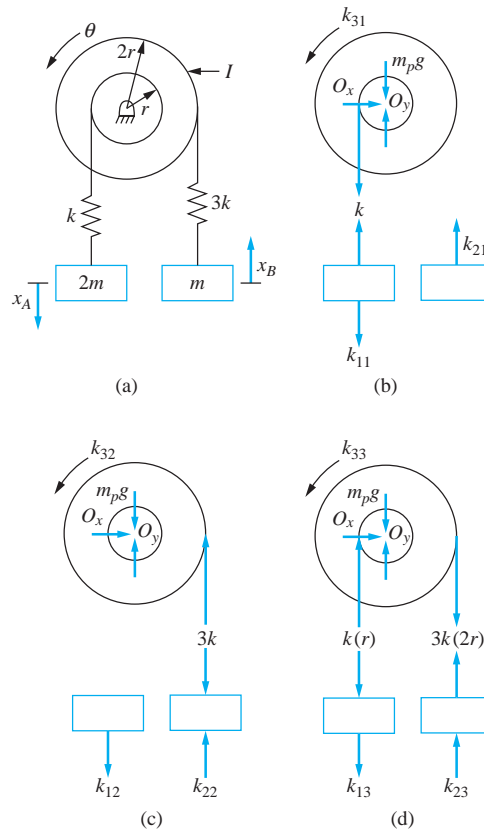 θ
2r
I
r
k
3k
2m
m
x_A
x_B
(a)
k_31
m_p g
O_x
O_y
k
k_21
k_11
(b)
k_32
m_p g
O_x
O_y
3k
k_12
k_22
(c)
k_33
m_p g
O_x
O_y
k(r)
3k(2r)
k_13
k_23
(d)